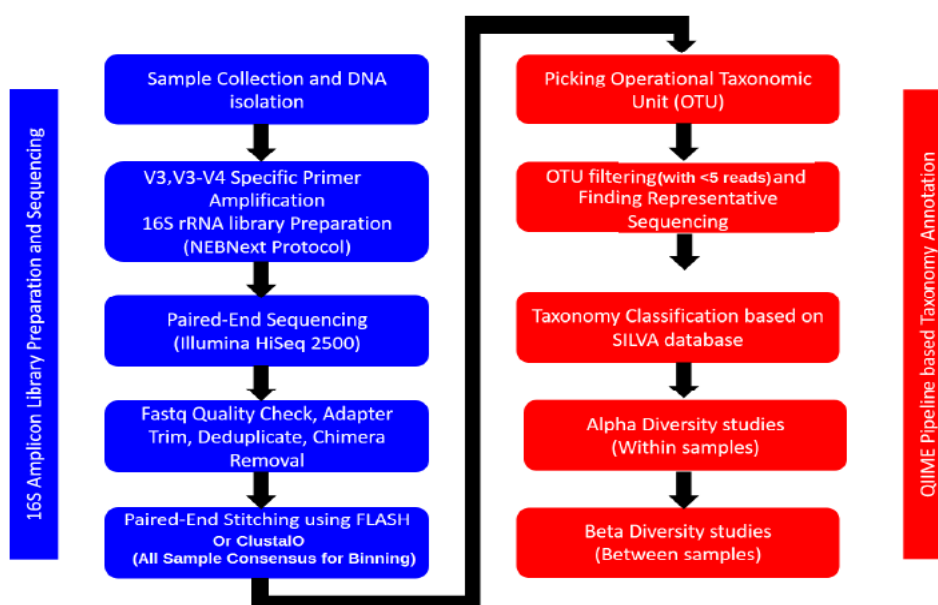 16S Amplicon Library Preparation and Sequencing
Sample Collection and DNA
isolation
V3,V3-V4 Specific Primer
Amplification
16S rRNA library Preparation
(NEBNext Protocol)
Paired-End Sequencing
(Illumina HiSeq 2500)
Fastq Quality Check, Adapter
Trim, Deduplicate, Chimera
Removal
Paired-End Stitching using FLASH
Or ClustalO
(All Sample Consensus for Binning)
Picking Operational Taxonomic
Unit (OTU)
OTU filtering(with <5 reads) and
Finding Representative
Sequencing
Taxonomy Classification based on
SILVA database
Alpha Diversity studies
(Within samples)
Beta Diversity studies
(Between samples)
QIIME Pipeline based Taxonomy Annotation